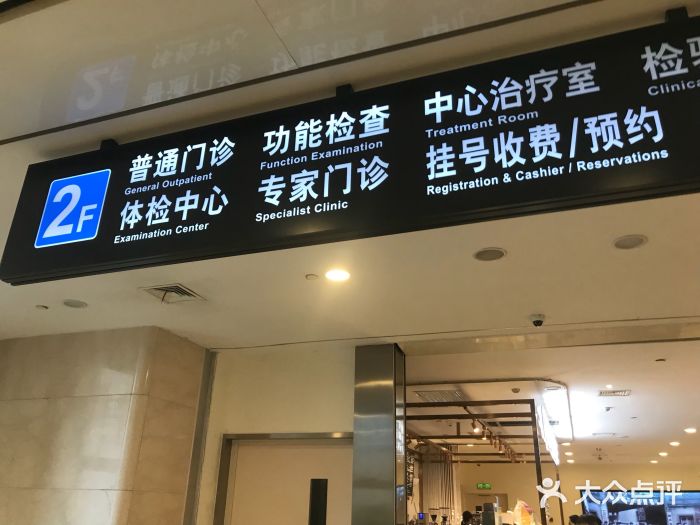 2F
普通门诊
General Outpatient
体检中心
Examination Center
功能检查
Function Examination
专家门诊
Specialist Clinic
中心治疗室
Treatment Room
挂号收费/预约
Registration & Cashier / Reservations
检验
Clinica
大众点评